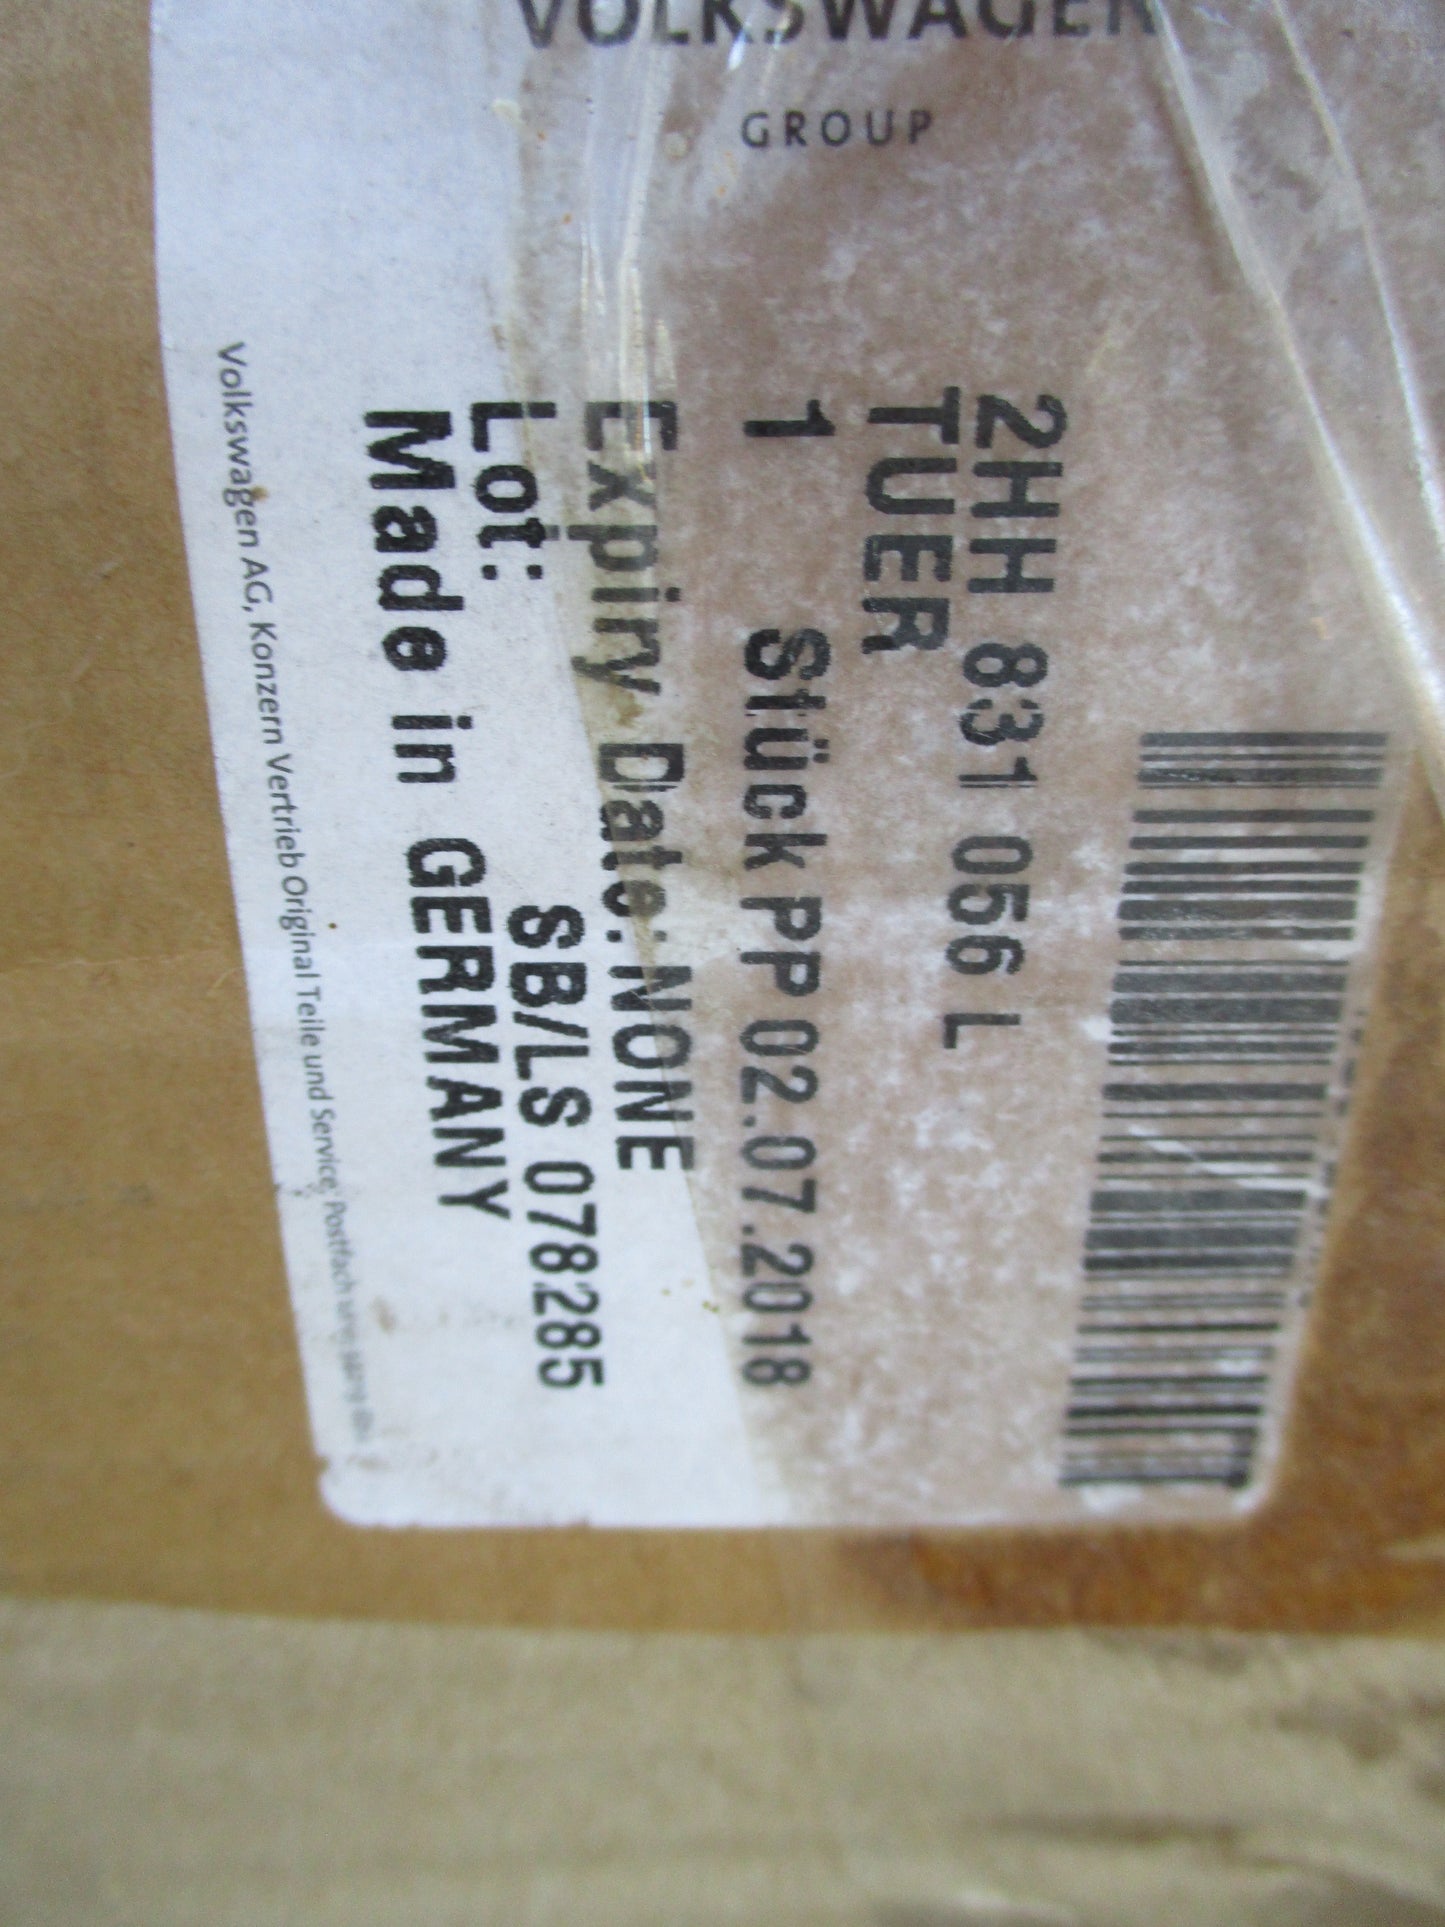 VOLKSWAGEN
GROUP
2HH 831 056 L
TUER
1 Stück PP 02.07.2018
Expiry Date:NONE
Lot: SB/LS 078285
Made in GERMANY
Volkswagen AG, Konzern Vertrieb Original Teile und Service, Postfach